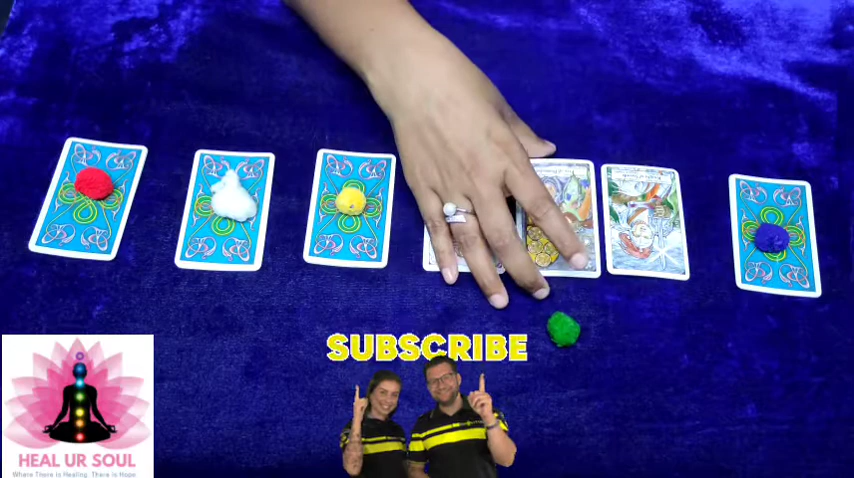 SUBSCRIBE
HEAL UR SOUL
Where There Is Healing, There Is Hope